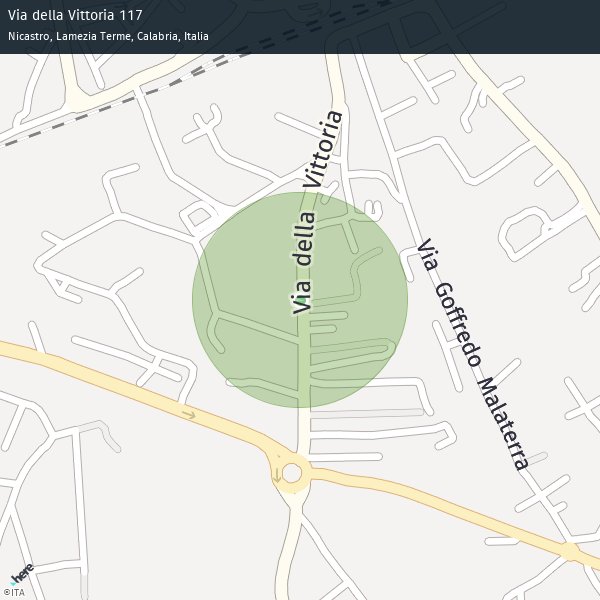 Via della Vittoria 117
Nicastro, Lamezia Terme, Calabria, Italia
Via della Vittoria
Via Goffredo Malaterra
here
©ITA